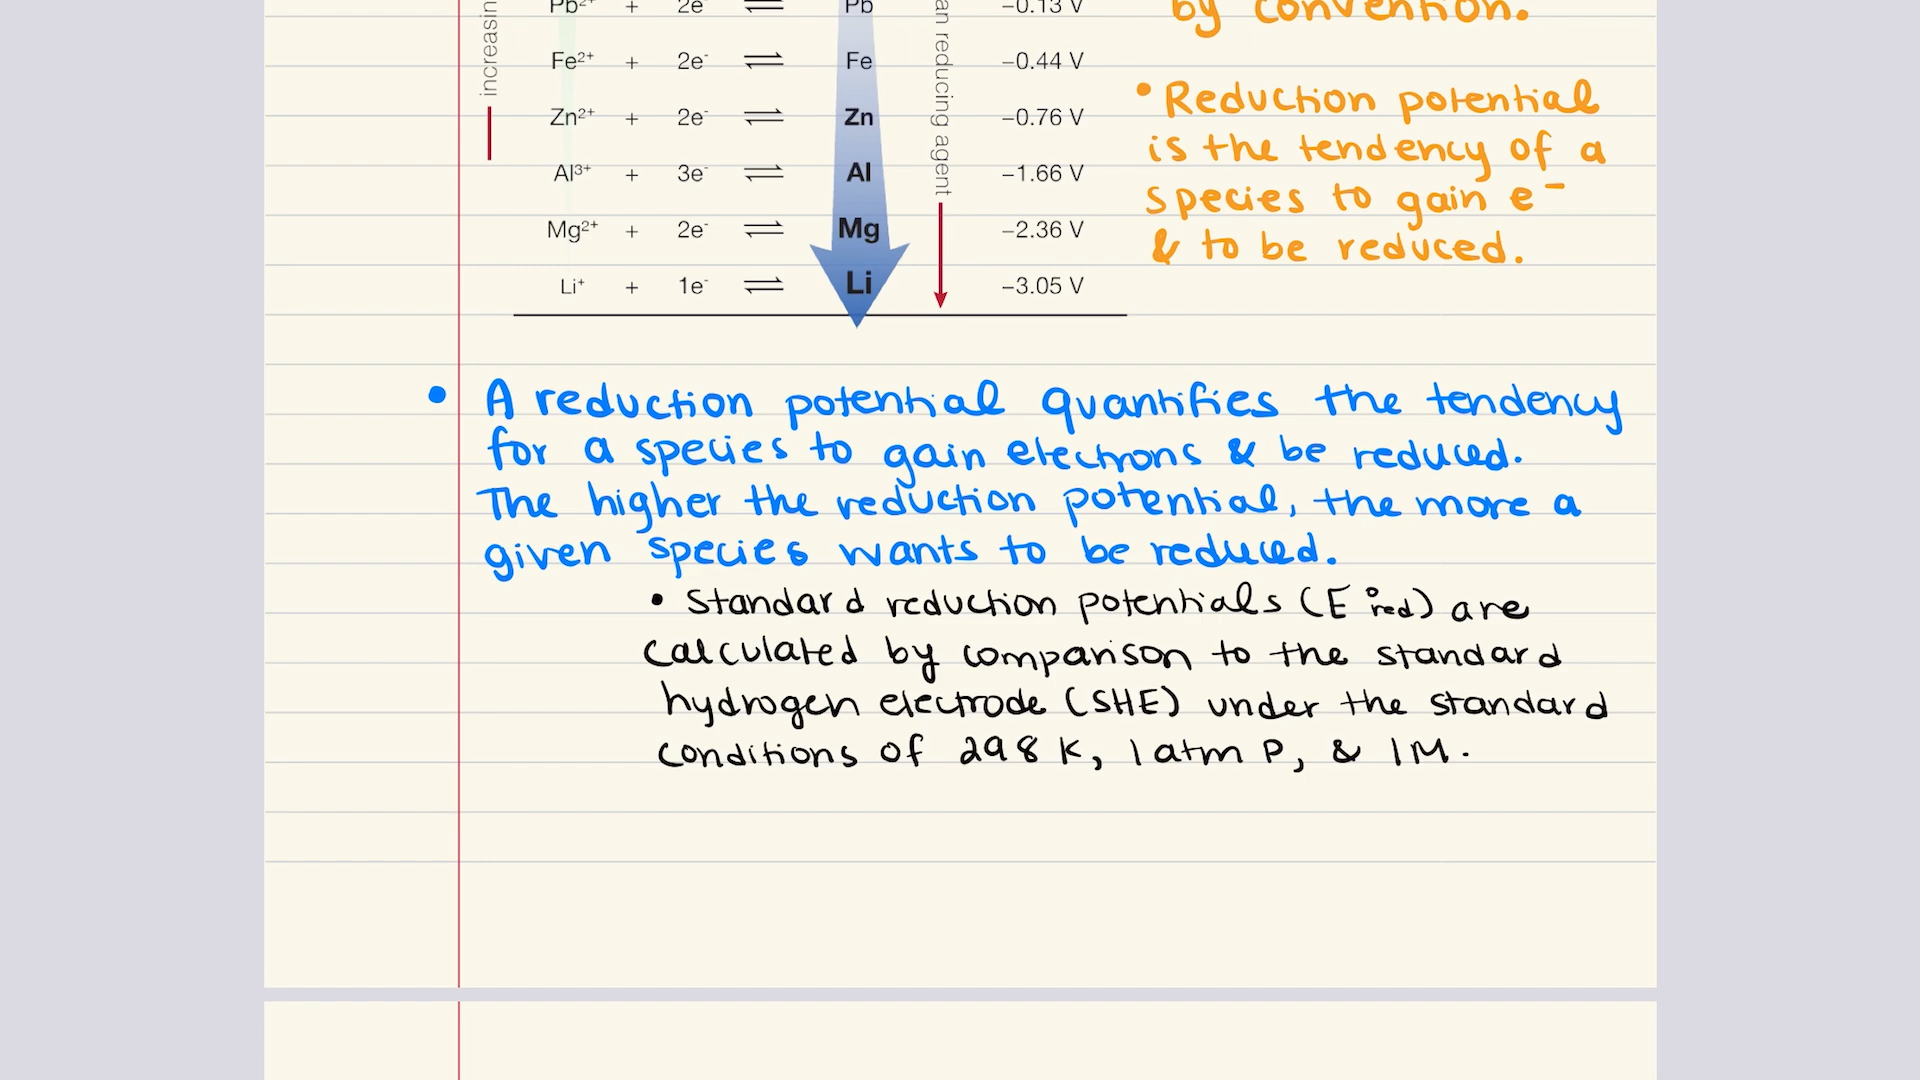 Pb²⁺ + 2e⁻ ⇌ Pb −0.13 V
by convention.
increasin
an reducing agent
Fe²⁺ + 2e⁻ ⇌ Fe −0.44 V
Zn²⁺ + 2e⁻ ⇌ Zn −0.76 V
Al³⁺ + 3e⁻ ⇌ Al −1.66 V
Mg²⁺ + 2e⁻ ⇌ Mg −2.36 V
Li⁺ + 1e⁻ ⇌ Li −3.05 V
• Reduction potential
is the tendency of a
species to gain e⁻
& to be reduced.
• A reduction potential quantifies the tendency
for a species to gain electrons & be reduced.
The higher the reduction potential, the more a
given species wants to be reduced.
• Standard reduction potentials (E°red) are
calculated by comparison to the standard
hydrogen electrode (SHE) under the standard
conditions of 298 K, 1 atm P, & 1M.